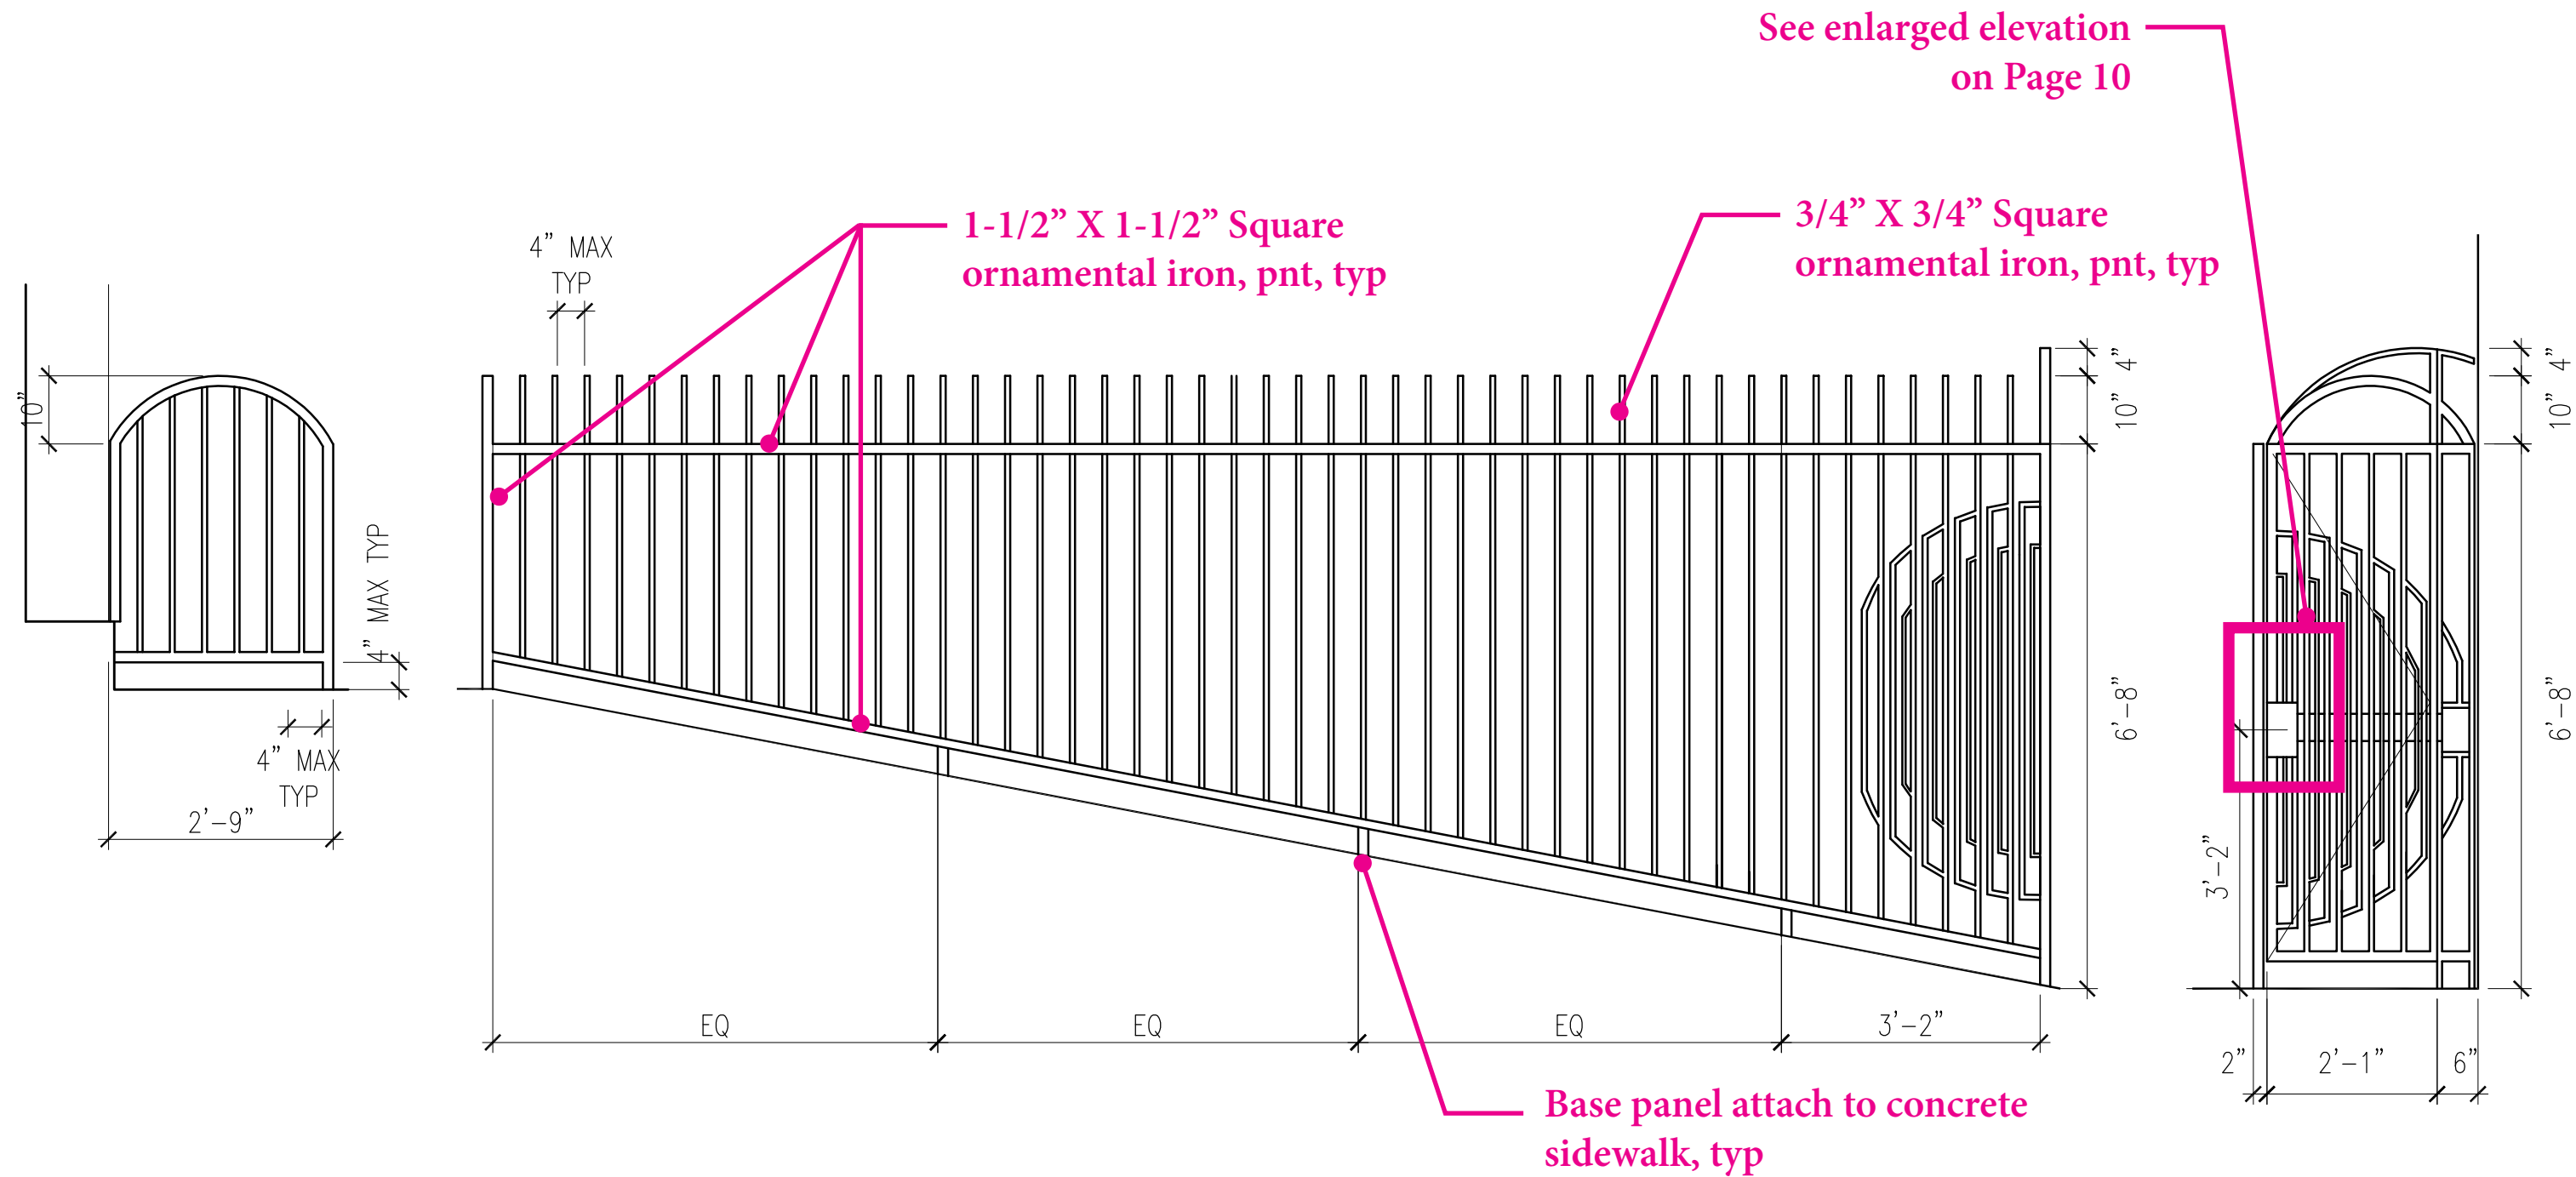 See enlarged elevation
on Page 10
1-1/2” X 1-1/2” Square
ornamental iron, pnt, typ
3/4” X 3/4” Square
ornamental iron, pnt, typ
4” MAX
TYP
10”
4” MAX TYP
4” MAX
TYP
2’-9”
4”
10”
6’-8”
EQ
EQ
EQ
3’-2”
4”
10”
6’-8”
3’-2”
2”
2’-1”
6”
Base panel attach to concrete
sidewalk, typ